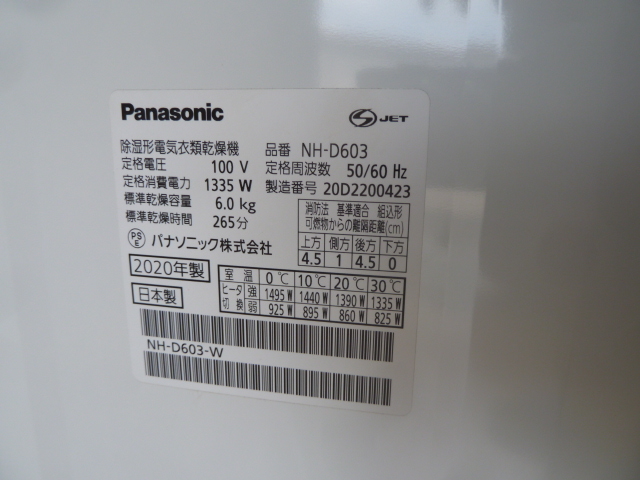 Panasonic
S JET
除湿形電気衣類乾燥機 品番 NH-D603
定格電圧 100 V 定格周波数 50/60 Hz
定格消費電力 1335 W 製造番号 20D2200423
標準乾燥容量 6.0 kg
標準乾燥時間 265分
消防法 基準適合 組込形
可燃物からの離隔距離(cm)
上方 側方 後方 下方
4.5 1 4.5 0
PSE パナソニック株式会社
2020年製
日本製
室温 0℃ 10℃ 20℃ 30℃
ヒータ切換 強 1495 W 1440 W 1390 W 1335 W
弱 925 W 895 W 860 W 825 W
NH-D603-W